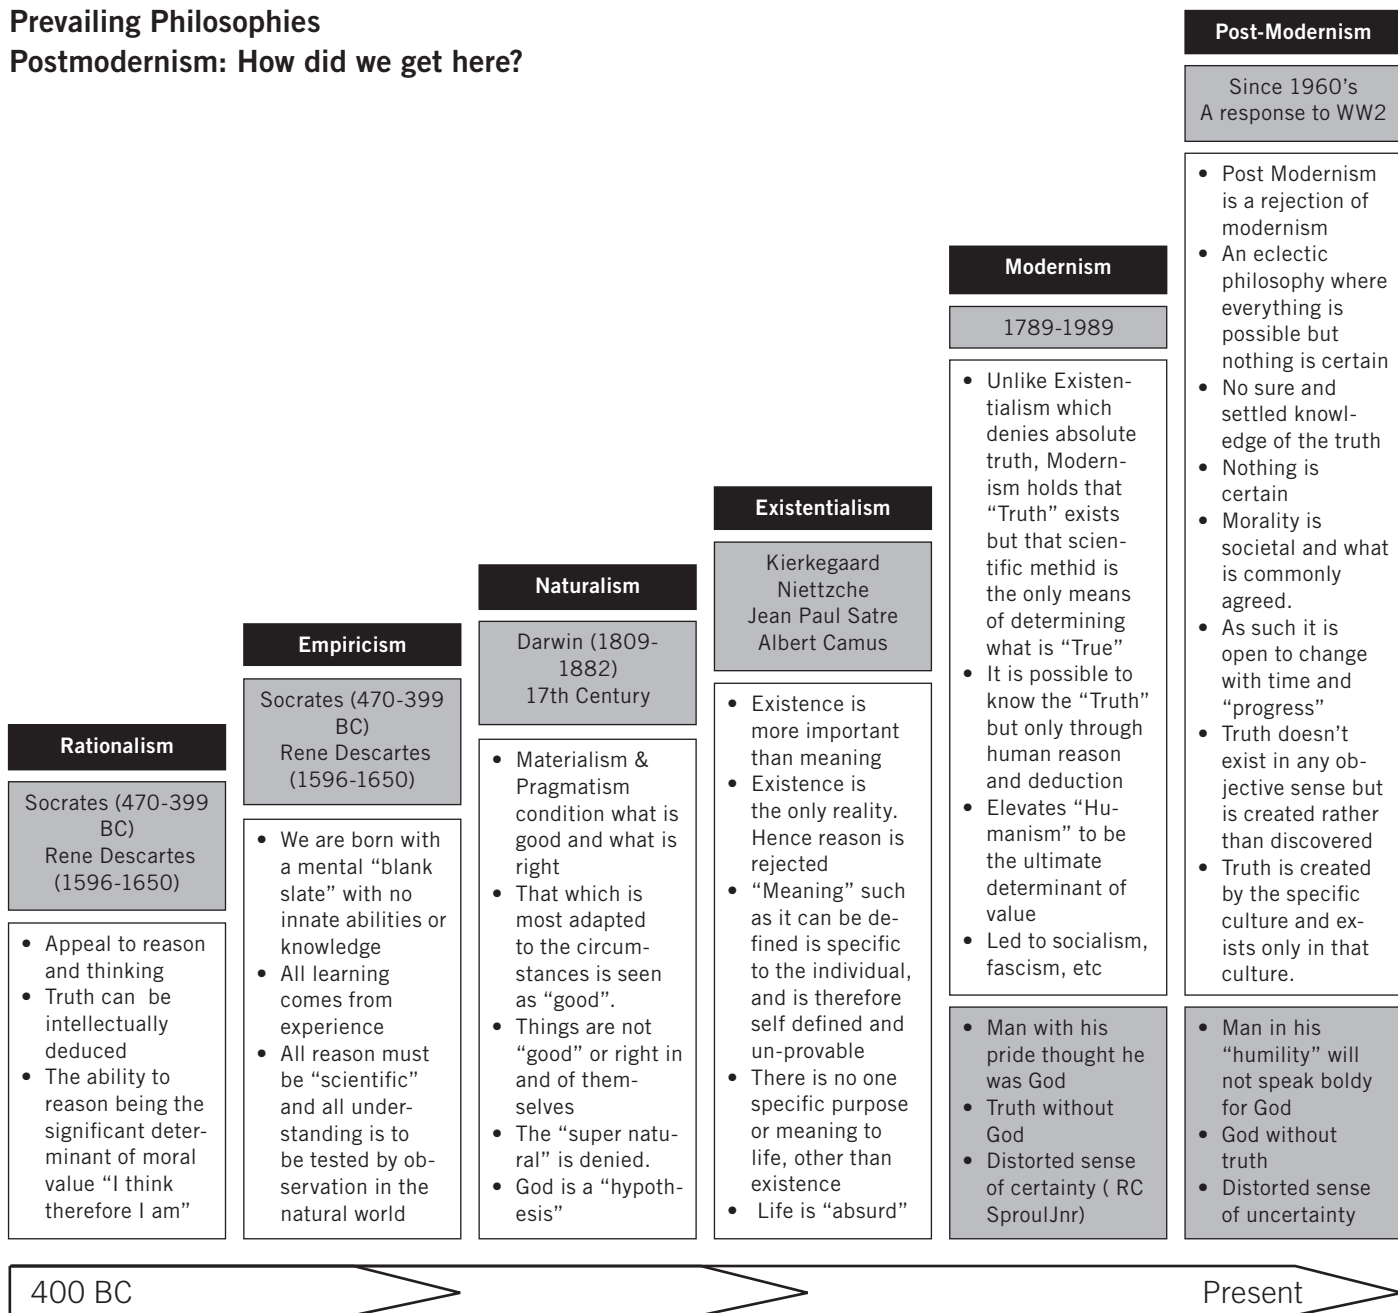 Prevailing Philosophies
Postmodernism: How did we get here?
Rationalism
Socrates (470-399
BC)
Rene Descartes
(1596-1650)
• Appeal to reason
and thinking
• Truth can be
intellectually
deduced
• The ability to
reason being the
significant deter-
minant of moral
value “I think
therefore I am”
Empiricism
Socrates (470-399
BC)
Rene Descartes
(1596-1650)
• We are born with
a mental “blank
slate” with no
innate abilities or
knowledge
• All learning
comes from
experience
• All reason must
be “scientific”
and all under-
standing is to
be tested by ob-
servation in the
natural world
Naturalism
Darwin (1809-
1882)
17th Century
• Materialism &
Pragmatism
condition what is
good and what is
right
• That which is
most adapted
to the circum-
stances is seen
as “good”.
• Things are not
“good” or right in
and of them-
selves
• The “super natu-
ral” is denied.
• God is a “hypoth-
esis”
Existentialism
Kierkegaard
Niettzche
Jean Paul Satre
Albert Camus
• Existence is
more important
than meaning
• Existence is
the only reality.
Hence reason is
rejected
• “Meaning” such
as it can be de-
fined is specific
to the individual,
and is therefore
self defined and
un-provable
• There is no one
specific purpose
or meaning to
life, other than
existence
• Life is “absurd”
Modernism
1789-1989
• Unlike Existen-
tialism which
denies absolute
truth, Modern-
ism holds that
“Truth” exists
but that scien-
tific methid is
the only means
of determining
what is “True”
• It is possible to
know the “Truth”
but only through
human reason
and deduction
• Elevates “Hu-
manism” to be
the ultimate
determinant of
value
• Led to socialism,
fascism, etc
• Man with his
pride thought he
was God
• Truth without
God
• Distorted sense
of certainty ( RC
SproulJnr)
Post-Modernism
Since 1960’s
A response to WW2
• Post Modernism
is a rejection of
modernism
• An eclectic
philosophy where
everything is
possible but
nothing is certain
• No sure and
settled knowl-
edge of the truth
• Nothing is
certain
• Morality is
societal and what
is commonly
agreed.
• As such it is
open to change
with time and
“progress”
• Truth doesn’t
exist in any ob-
jective sense but
is created rather
than discovered
• Truth is created
by the specific
culture and ex-
ists only in that
culture.
• Man in his
“humility” will
not speak boldy
for God
• God without
truth
• Distorted sense
of uncertainty
400 BC
Present